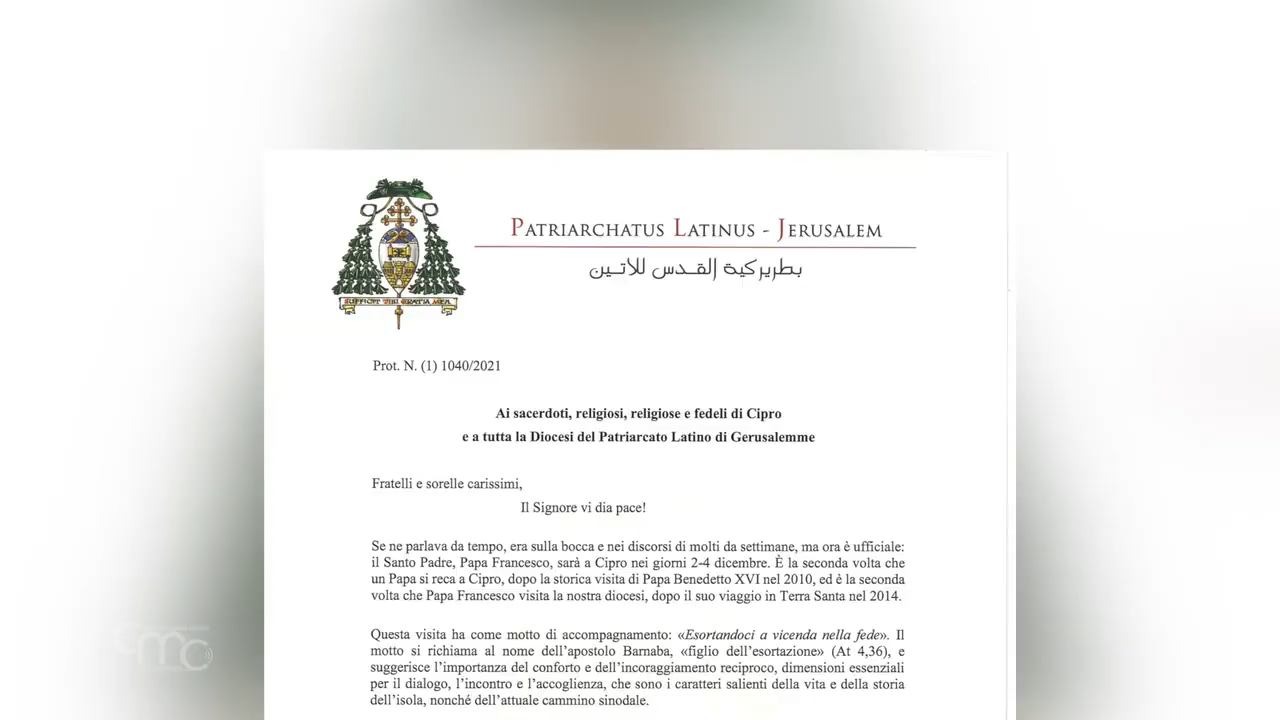 PATRIARCHATUS LATINUS - JERUSALEM
بطريركية القدس للاتين
SUFFICIT TIBI GRATIA MEA
Prot. N. (1) 1040/2021
Ai sacerdoti, religiosi, religiose e fedeli di Cipro
e a tutta la Diocesi del Patriarcato Latino di Gerusalemme
Fratelli e sorelle carissimi,
Il Signore vi dia pace!
Se ne parlava da tempo, era sulla bocca e nei discorsi di molti da settimane, ma ora è ufficiale:
il Santo Padre, Papa Francesco, sarà a Cipro nei giorni 2-4 dicembre. È la seconda volta che
un Papa si reca a Cipro, dopo la storica visita di Papa Benedetto XVI nel 2010, ed è la seconda
volta che Papa Francesco visita la nostra diocesi, dopo il suo viaggio in Terra Santa nel 2014.
Questa visita ha come motto di accompagnamento: «Esortandoci a vicenda nella fede». Il
motto si richiama al nome dell'apostolo Barnaba, «figlio dell'esortazione» (At 4,36), e
suggerisce l'importanza del conforto e dell'incoraggiamento reciproco, dimensioni essenziali
per il dialogo, l'incontro e l'accoglienza, che sono i caratteri salienti della vita e della storia
dell'isola, nonché dell'attuale cammino sinodale.
cmc